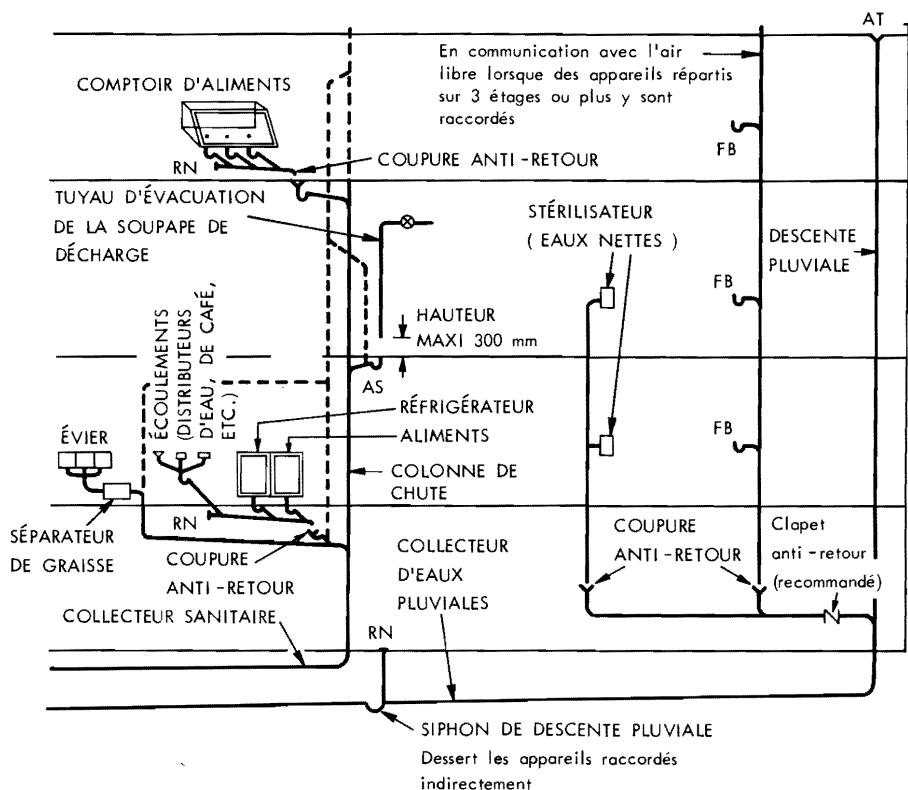 AT
En communication avec l'air
libre lorsque des appareils répartis
sur 3 étages ou plus y sont
raccordés
COMPTOIR D'ALIMENTS
FB
RN
COUPURE ANTI-RETOUR
TUYAU D'ÉVACUATION
DE LA SOUPAPE DE
DÉCHARGE
STÉRILISATEUR
( EAUX NETTES )
DESCENTE
PLUVIALE
FB
HAUTEUR
MAXI 300 mm
ÉCOULEMENTS
(DISTRIBUTEURS
D'EAU, DE CAFÉ,
ETC.)
AS
RÉFRIGÉRATEUR
ALIMENTS
FB
ÉVIER
COLONNE DE
CHUTE
RN
SÉPARATEUR
DE GRAISSE
COUPURE
ANTI-RETOUR
COLLECTEUR
D'EAUX
PLUVIALES
COUPURE
ANTI-RETOUR
Clapet
anti-retour
(recommandé)
COLLECTEUR SANITAIRE
RN
SIPHON DE DESCENTE PLUVIALE
Dessert les appareils raccordés
indirectement